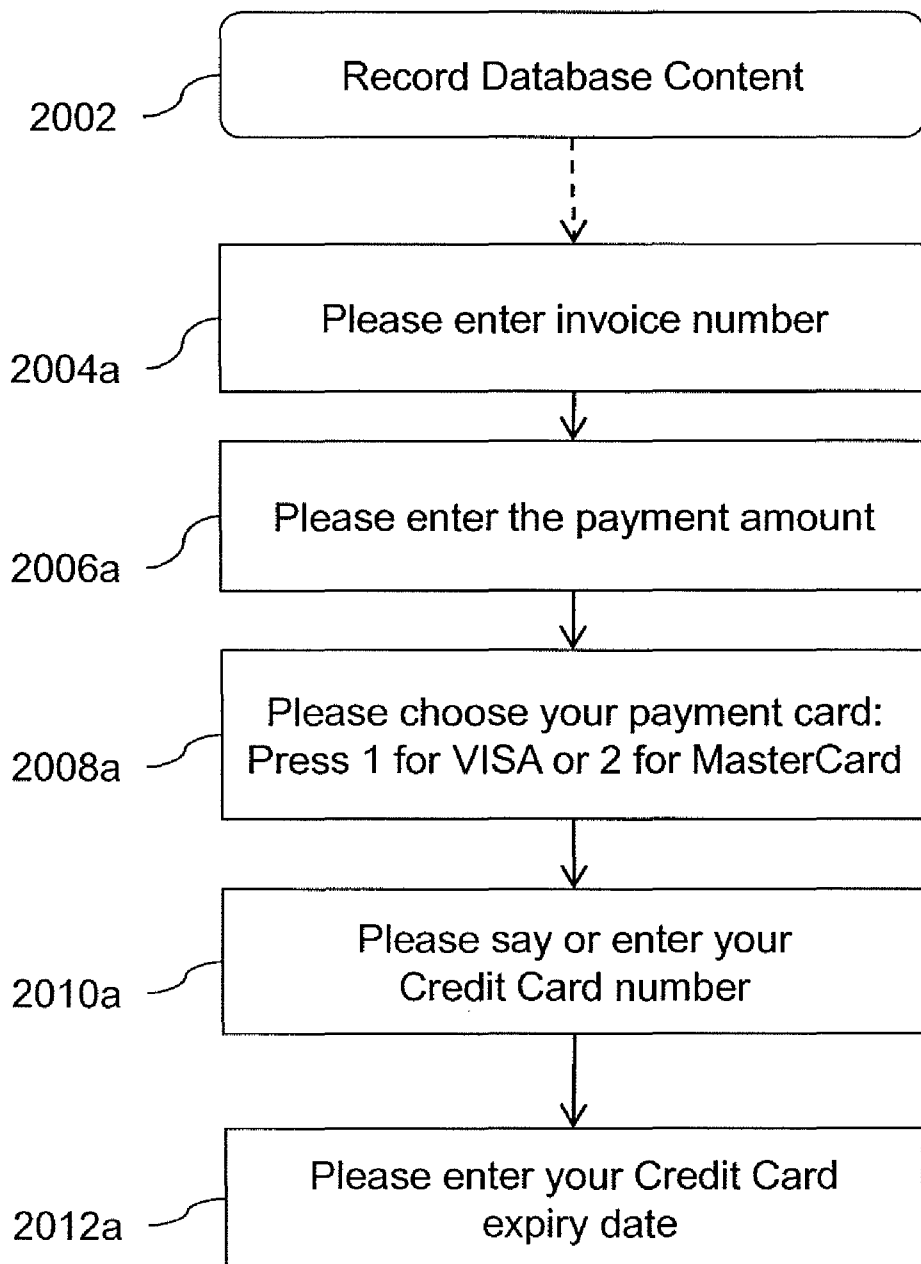 Record Database Content
2002
Please enter invoice number
2004a
Please enter the payment amount
2006a
Please choose your payment card:
Press 1 for VISA or 2 for MasterCard
2008a
Please say or enter your
Credit Card number
2010a
Please enter your Credit Card
expiry date
2012a